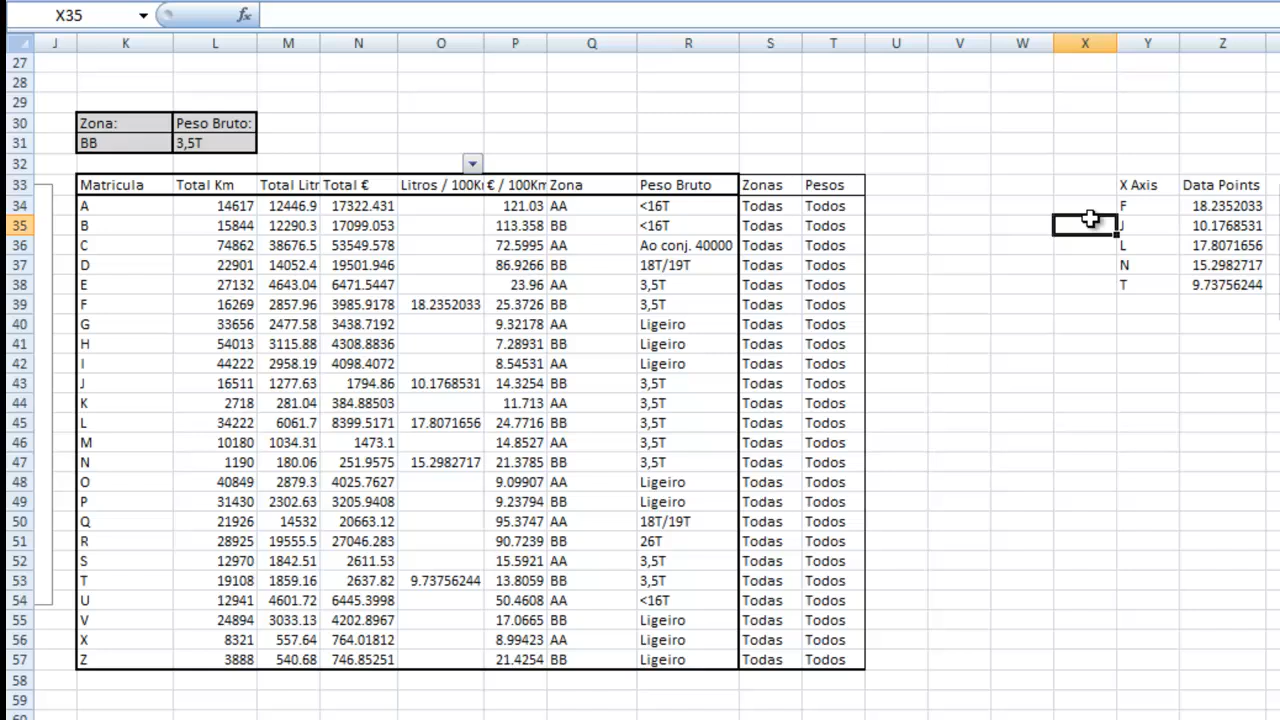 X35 fx
J K L M N O P Q R S T U V W X Y Z
27
28
29
30 Zona: Peso Bruto:
31 BB 3,5T
32
33 Matricula Total Km Total Litr Total € Litros / 100K € / 100Km Zona Peso Bruto Zonas Pesos X Axis Data Points
34 A 14617 12446.9 17322.431 121.03 AA <16T Todas Todos F 18.2352033
35 B 15844 12290.3 17099.053 113.358 BB <16T Todas Todos J 10.1768531
36 C 74862 38676.5 53549.578 72.5995 AA Ao conj. 40000 Todas Todos L 17.8071656
37 D 22901 14052.4 19501.946 86.9266 BB 18T/19T Todas Todos N 15.2982717
38 E 27132 4643.04 6471.5447 23.96 AA 3,5T Todas Todos T 9.73756244
39 F 16269 2857.96 3985.9178 18.2352033 25.3726 BB 3,5T Todas Todos
40 G 33656 2477.58 3438.7192 9.32178 AA Ligeiro Todas Todos
41 H 54013 3115.88 4308.8836 7.28931 BB Ligeiro Todas Todos
42 I 44222 2958.19 4098.4072 8.54531 AA Ligeiro Todas Todos
43 J 16511 1277.63 1794.86 10.1768531 14.3254 BB 3,5T Todas Todos
44 K 2718 281.04 384.88503 11.713 AA 3,5T Todas Todos
45 L 34222 6061.7 8399.5171 17.8071656 24.7716 BB 3,5T Todas Todos
46 M 10180 1034.31 1473.1 14.8527 AA 3,5T Todas Todos
47 N 1190 180.06 251.9575 15.2982717 21.3785 BB 3,5T Todas Todos
48 O 40849 2879.3 4025.7627 9.09907 AA Ligeiro Todas Todos
49 P 31430 2302.63 3205.9408 9.23794 BB Ligeiro Todas Todos
50 Q 21926 14532 20663.12 95.3747 AA 18T/19T Todas Todos
51 R 28925 19555.5 27046.283 90.7239 BB 26T Todas Todos
52 S 12970 1842.51 2611.53 15.5921 AA 3,5T Todas Todos
53 T 19108 1859.16 2637.82 9.73756244 13.8059 BB 3,5T Todas Todos
54 U 12941 4601.72 6445.3998 50.4608 AA <16T Todas Todos
55 V 24894 3033.13 4202.8967 17.0665 BB Ligeiro Todas Todos
56 X 8321 557.64 764.01812 8.99423 AA Ligeiro Todas Todos
57 Z 3888 540.68 746.85251 21.4254 BB Ligeiro Todas Todos
58
59
60